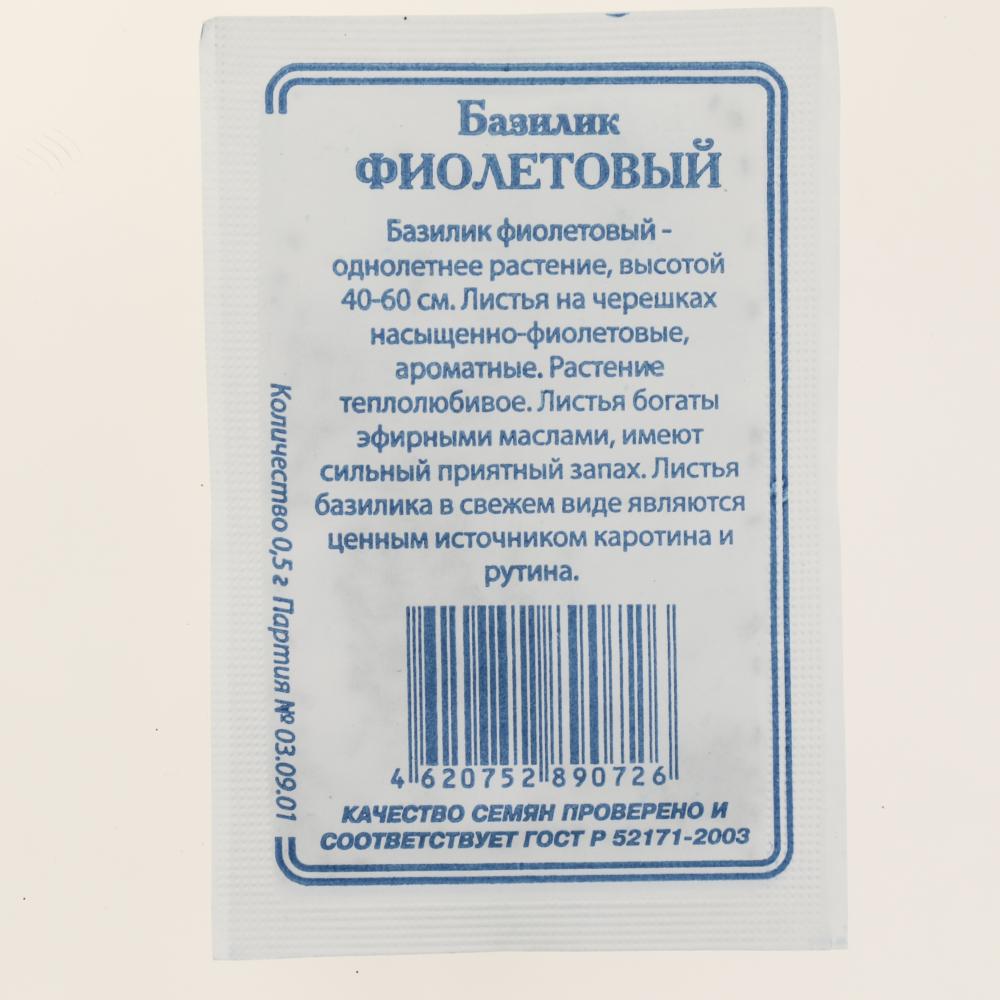 Базилик
ФИОЛЕТОВЫЙ
Базилик фиолетовый -
однолетнее растение, высотой
40-60 см. Листья на черешках
насыщенно-фиолетовые,
ароматные. Растение
теплолюбивое. Листья богаты
эфирными маслами, имеют
сильный приятный запах. Листья
базилика в свежем виде являются
ценным источником каротина и
рутина.
Количество 0,5 г Партия № 03.09.01
4 620752 890726
КАЧЕСТВО СЕМЯН ПРОВЕРЕНО И
СООТВЕТСТВУЕТ ГОСТ Р 52171-2003